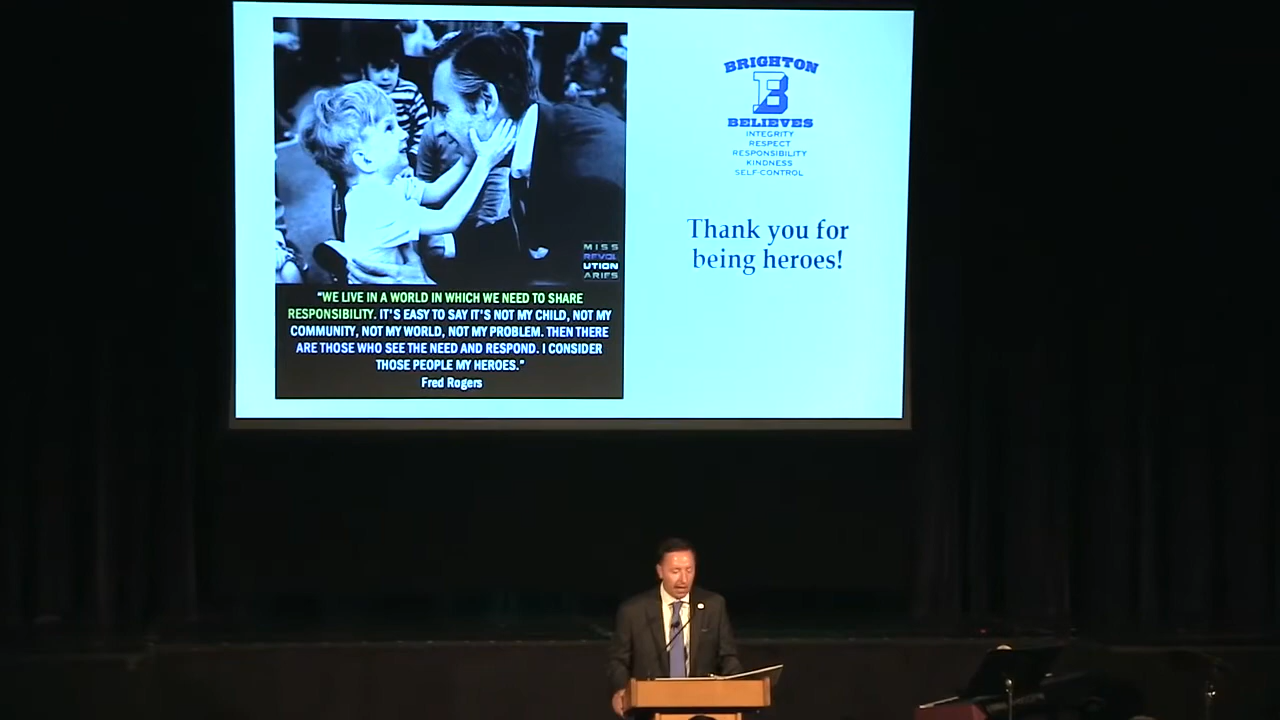 MISS
REVOL
UTION
ARIES
"WE LIVE IN A WORLD IN WHICH WE NEED TO SHARE
RESPONSIBILITY. IT'S EASY TO SAY IT'S NOT MY CHILD, NOT MY
COMMUNITY, NOT MY WORLD, NOT MY PROBLEM. THEN THERE
ARE THOSE WHO SEE THE NEED AND RESPOND. I CONSIDER
THOSE PEOPLE MY HEROES."
Fred Rogers
BRIGHTON
B
BELIEVES
INTEGRITY
RESPECT
RESPONSIBILITY
KINDNESS
SELF-CONTROL
Thank you for
being heroes!